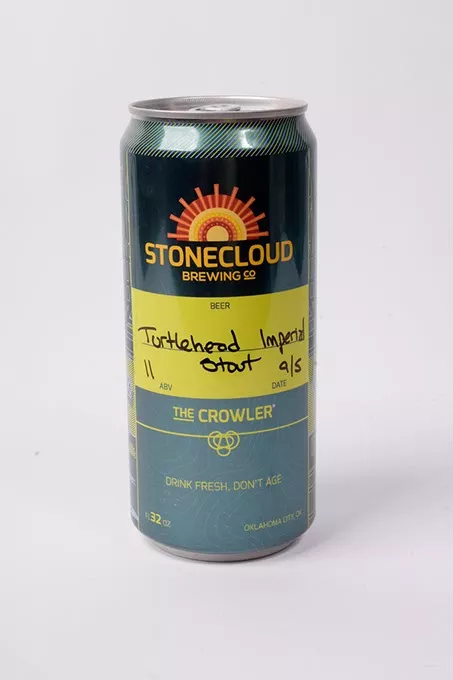 STONECLOUD
BREWING CO
BEER
Turtlehead Imperial
Stout
11 ABV
9/5 DATE
THE CROWLER®
DRINK FRESH, DON'T AGE
32 OZ
OKLAHOMA CITY, OK